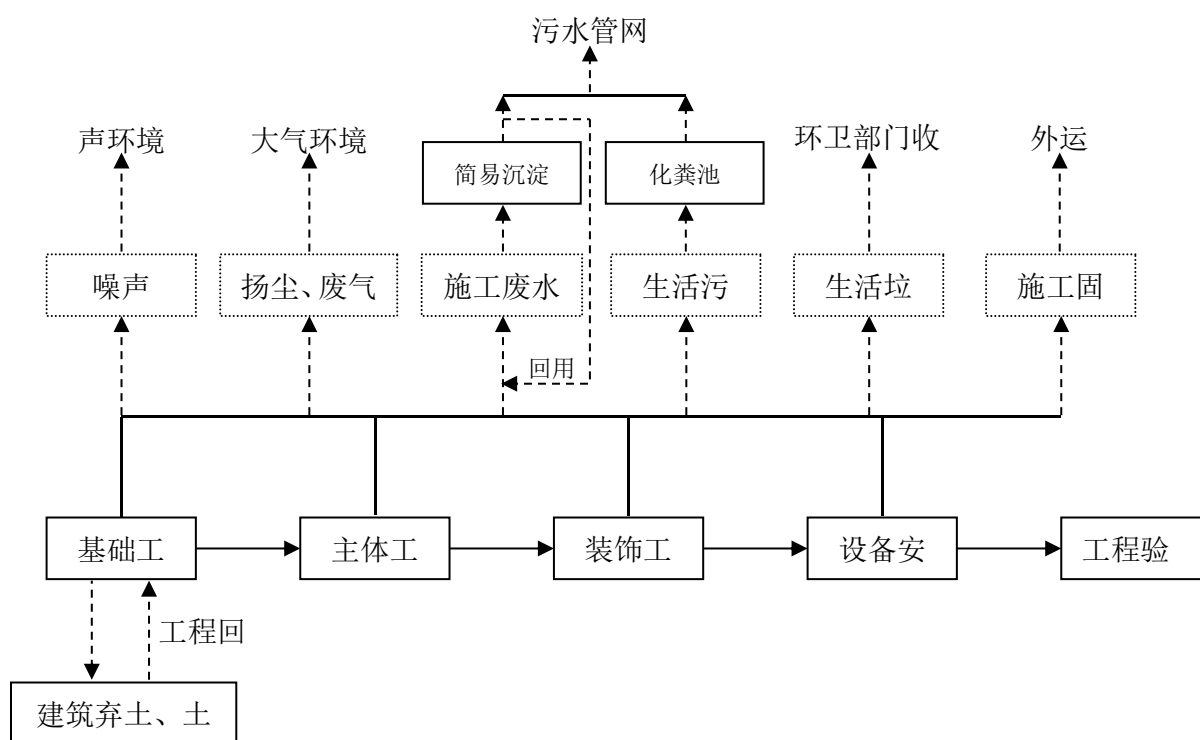 污水管网
声环境
大气环境
环卫部门收
外运
简易沉淀
化粪池
噪声
扬尘、废气
施工废水
生活污
生活垃
施工固
回用
基础工
主体工
装饰工
设备安
工程验
工程回
建筑弃土、土